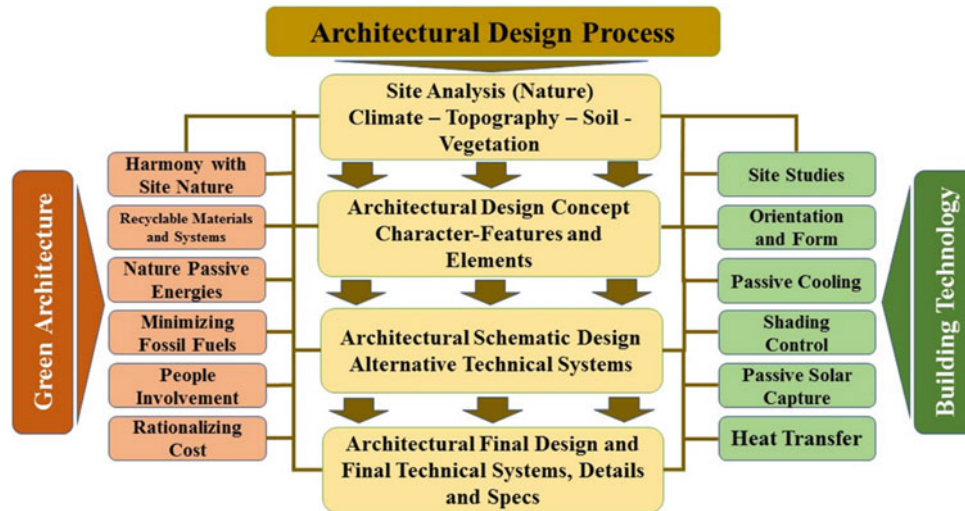 Architectural Design Process
Site Analysis (Nature)
Climate – Topography – Soil -
Vegetation
Architectural Design Concept
Character-Features and
Elements
Architectural Schematic Design
Alternative Technical Systems
Architectural Final Design and
Final Technical Systems, Details
and Specs
Green Architecture
Harmony with
Site Nature
Recyclable Materials
and Systems
Nature Passive
Energies
Minimizing
Fossil Fuels
People
Involvement
Rationalizing
Cost
Site Studies
Orientation
and Form
Passive Cooling
Shading
Control
Passive Solar
Capture
Heat Transfer
Building Technology